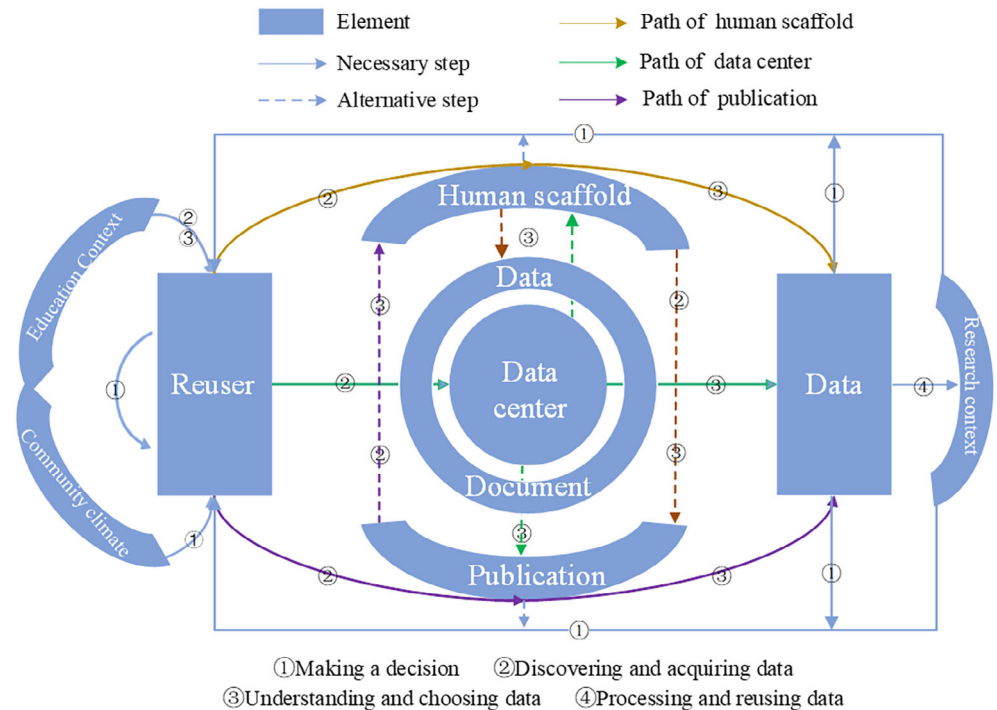 Element
Path of human scaffold
Necessary step
Path of data center
Alternative step
Path of publication
①
Human scaffold
②
③
①
②
③
③
Education Context
Data
③
②
Reuser
①
②
Data
center
③
Data
④
Research context
Community climate
②
③
Document
①
③
Publication
②
③
①
①
①Making a decision
②Discovering and acquiring data
③Understanding and choosing data
④Processing and reusing data